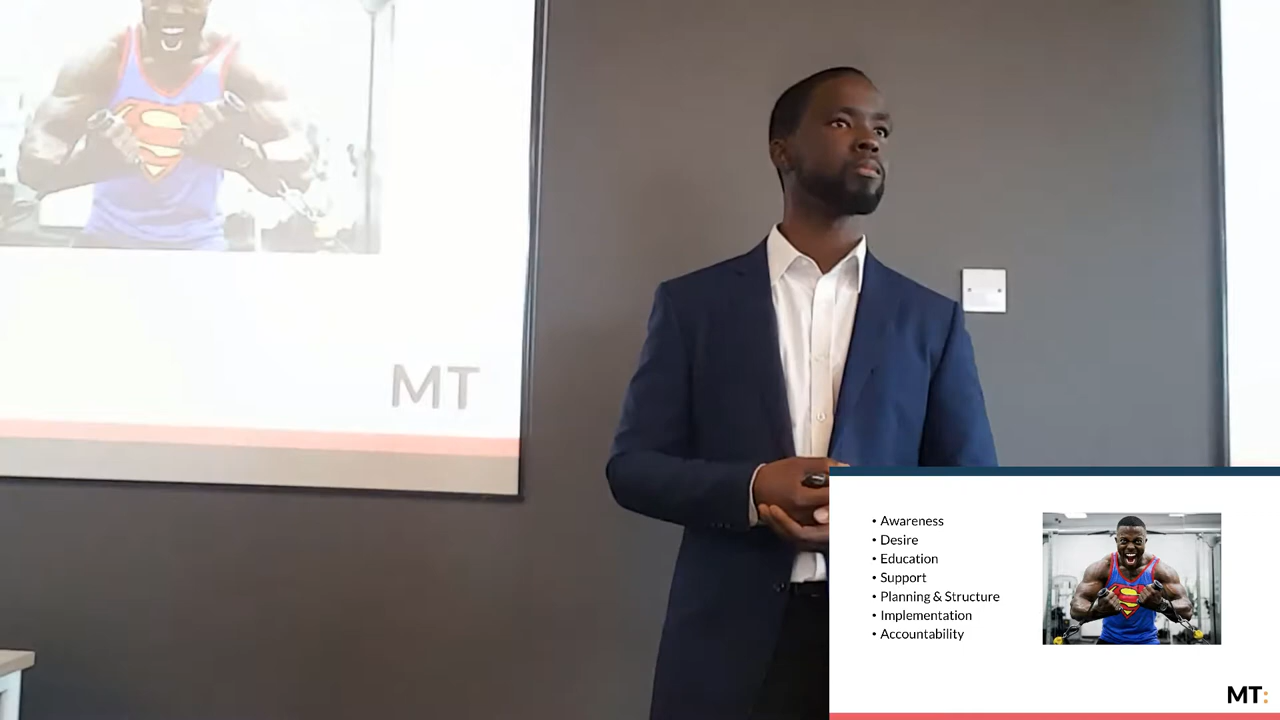 MT
• Awareness
• Desire
• Education
• Support
• Planning & Structure
• Implementation
• Accountability
MT: